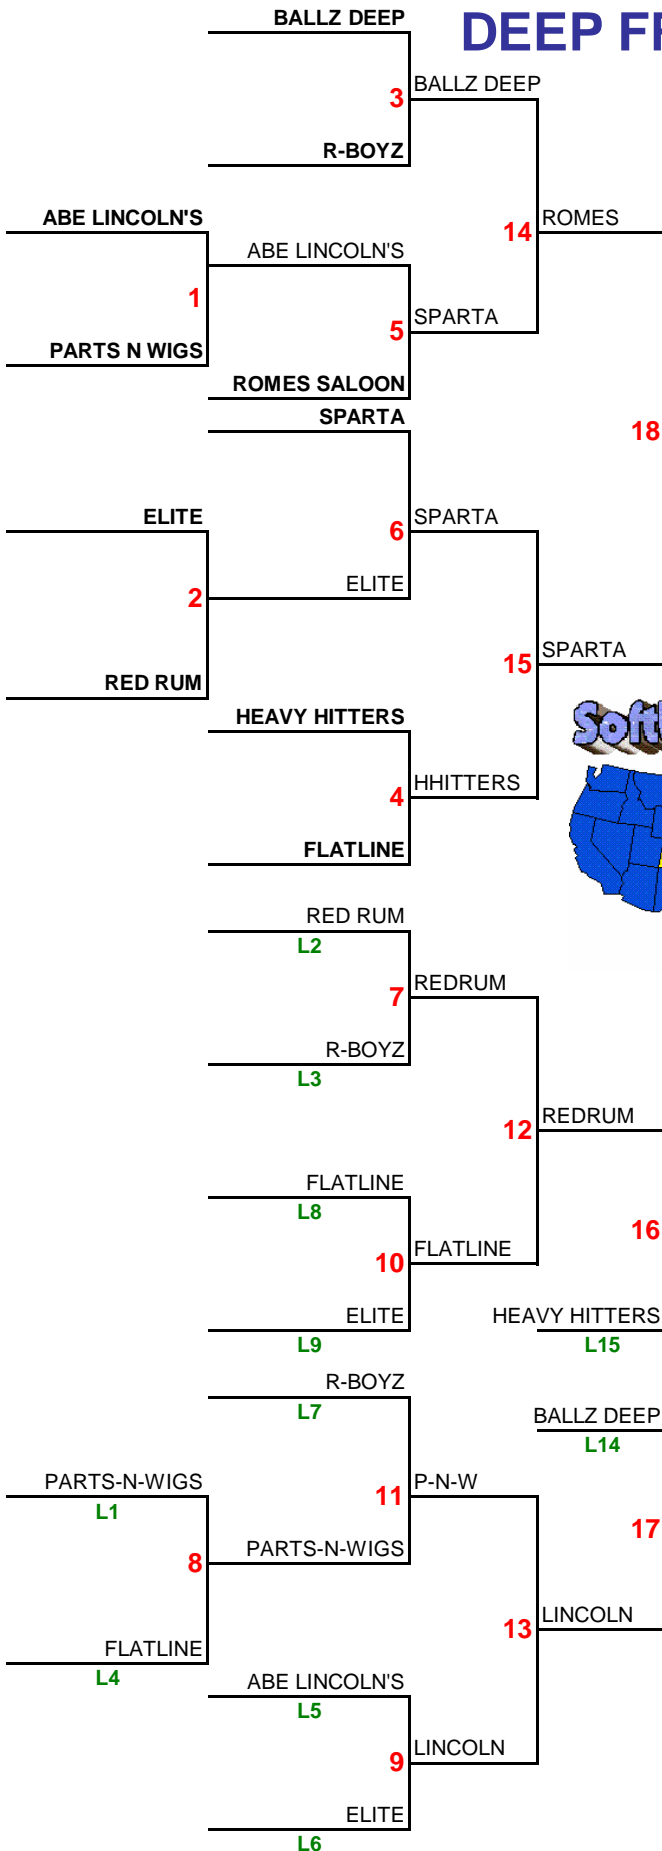 BALLZ DEEP
DEEP FR
3
BALLZ DEEP
R-BOYZ
ABE LINCOLN'S
14
ROMES
ABE LINCOLN'S
1
5
SPARTA
PARTS N WIGS
ROMES SALOON
SPARTA
18
ELITE
6
SPARTA
2
ELITE
15
SPARTA
RED RUM
HEAVY HITTERS
4
HHITTERS
FLATLINE
RED RUM
L2
7
REDRUM
R-BOYZ
L3
12
REDRUM
FLATLINE
L8
16
10
FLATLINE
ELITE
L9
HEAVY HITTERS
L15
R-BOYZ
L7
BALLZ DEEP
L14
PARTS-N-WIGS
L1
11
P-N-W
17
8
PARTS-N-WIGS
13
LINCOLN
FLATLINE
L4
ABE LINCOLN'S
L5
9
LINCOLN
ELITE
L6